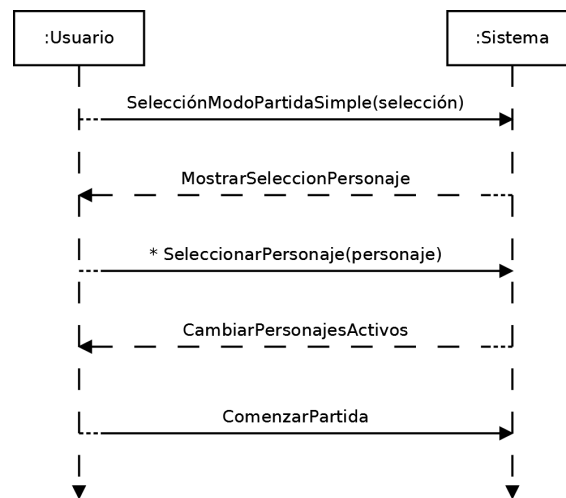 :Usuario
:Sistema
SelecciónModoPartidaSimple(selección)
MostrarSeleccionPersonaje
* SeleccionarPersonaje(personaje)
CambiarPersonajesActivos
ComenzarPartida